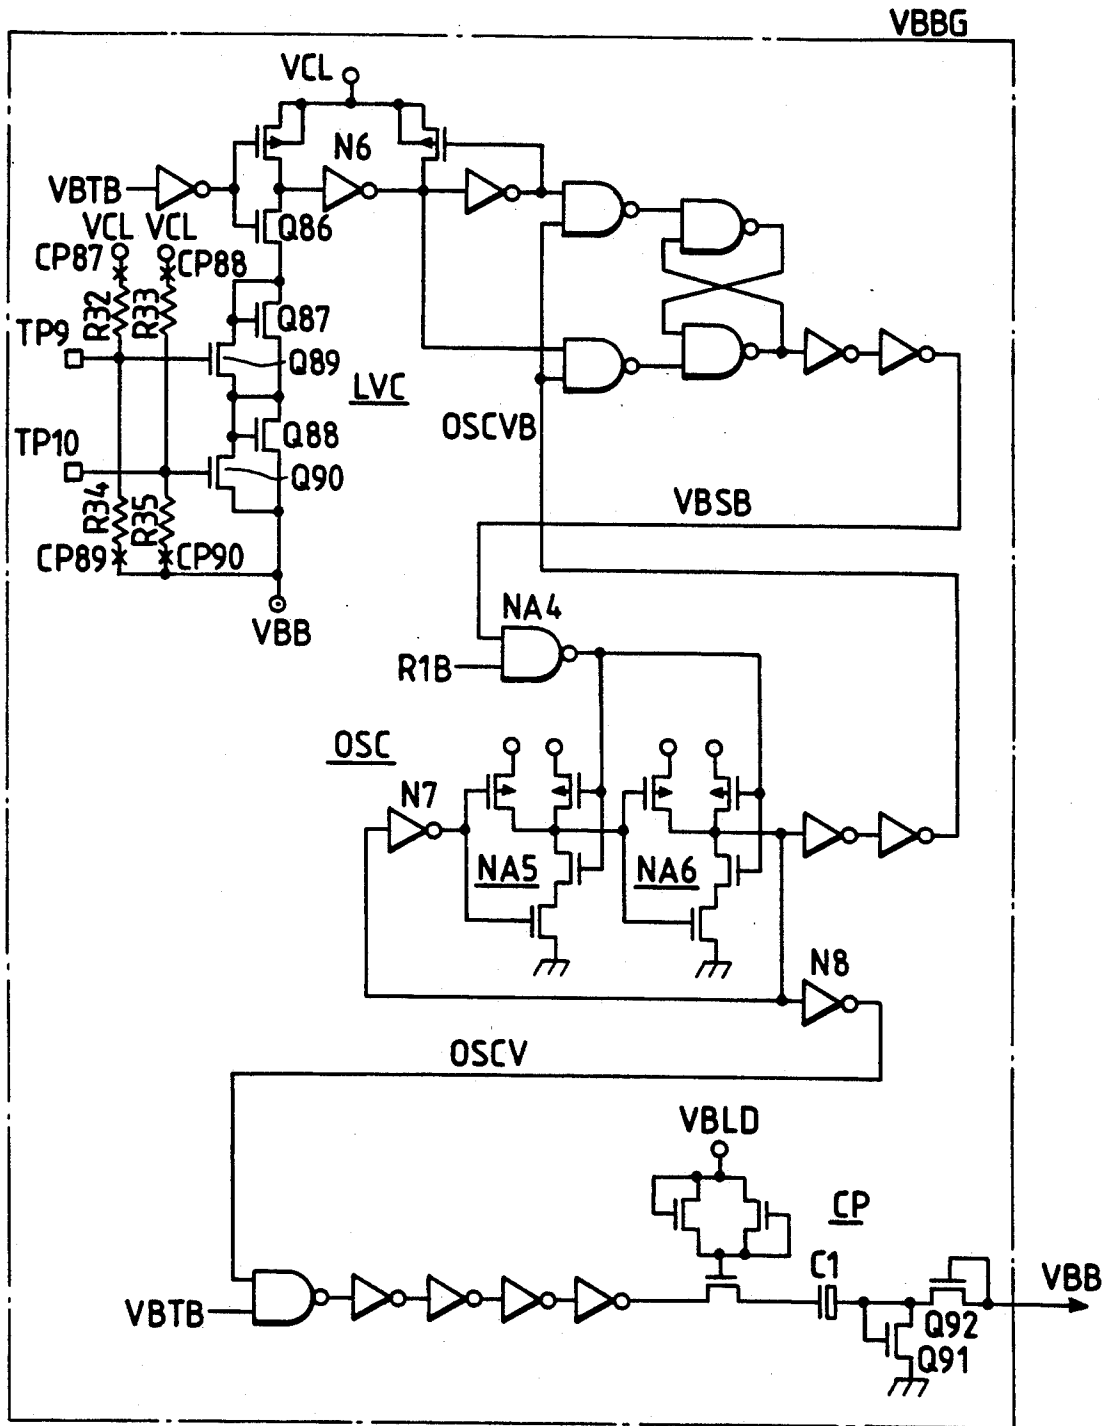 VBBG
VCL
N6
VBTB
Q86
VCL VCL
CP87
CP88
R32
R33
Q87
TP9
Q89
LVC
Q88
OSCVB
TP10
Q90
R34
R35
VBSB
CP89
CP90
NA4
VBB
R1B
OSC
N7
NA5
NA6
N8
OSCV
VBLD
CP
C1
VBB
VBTB
Q92
Q91